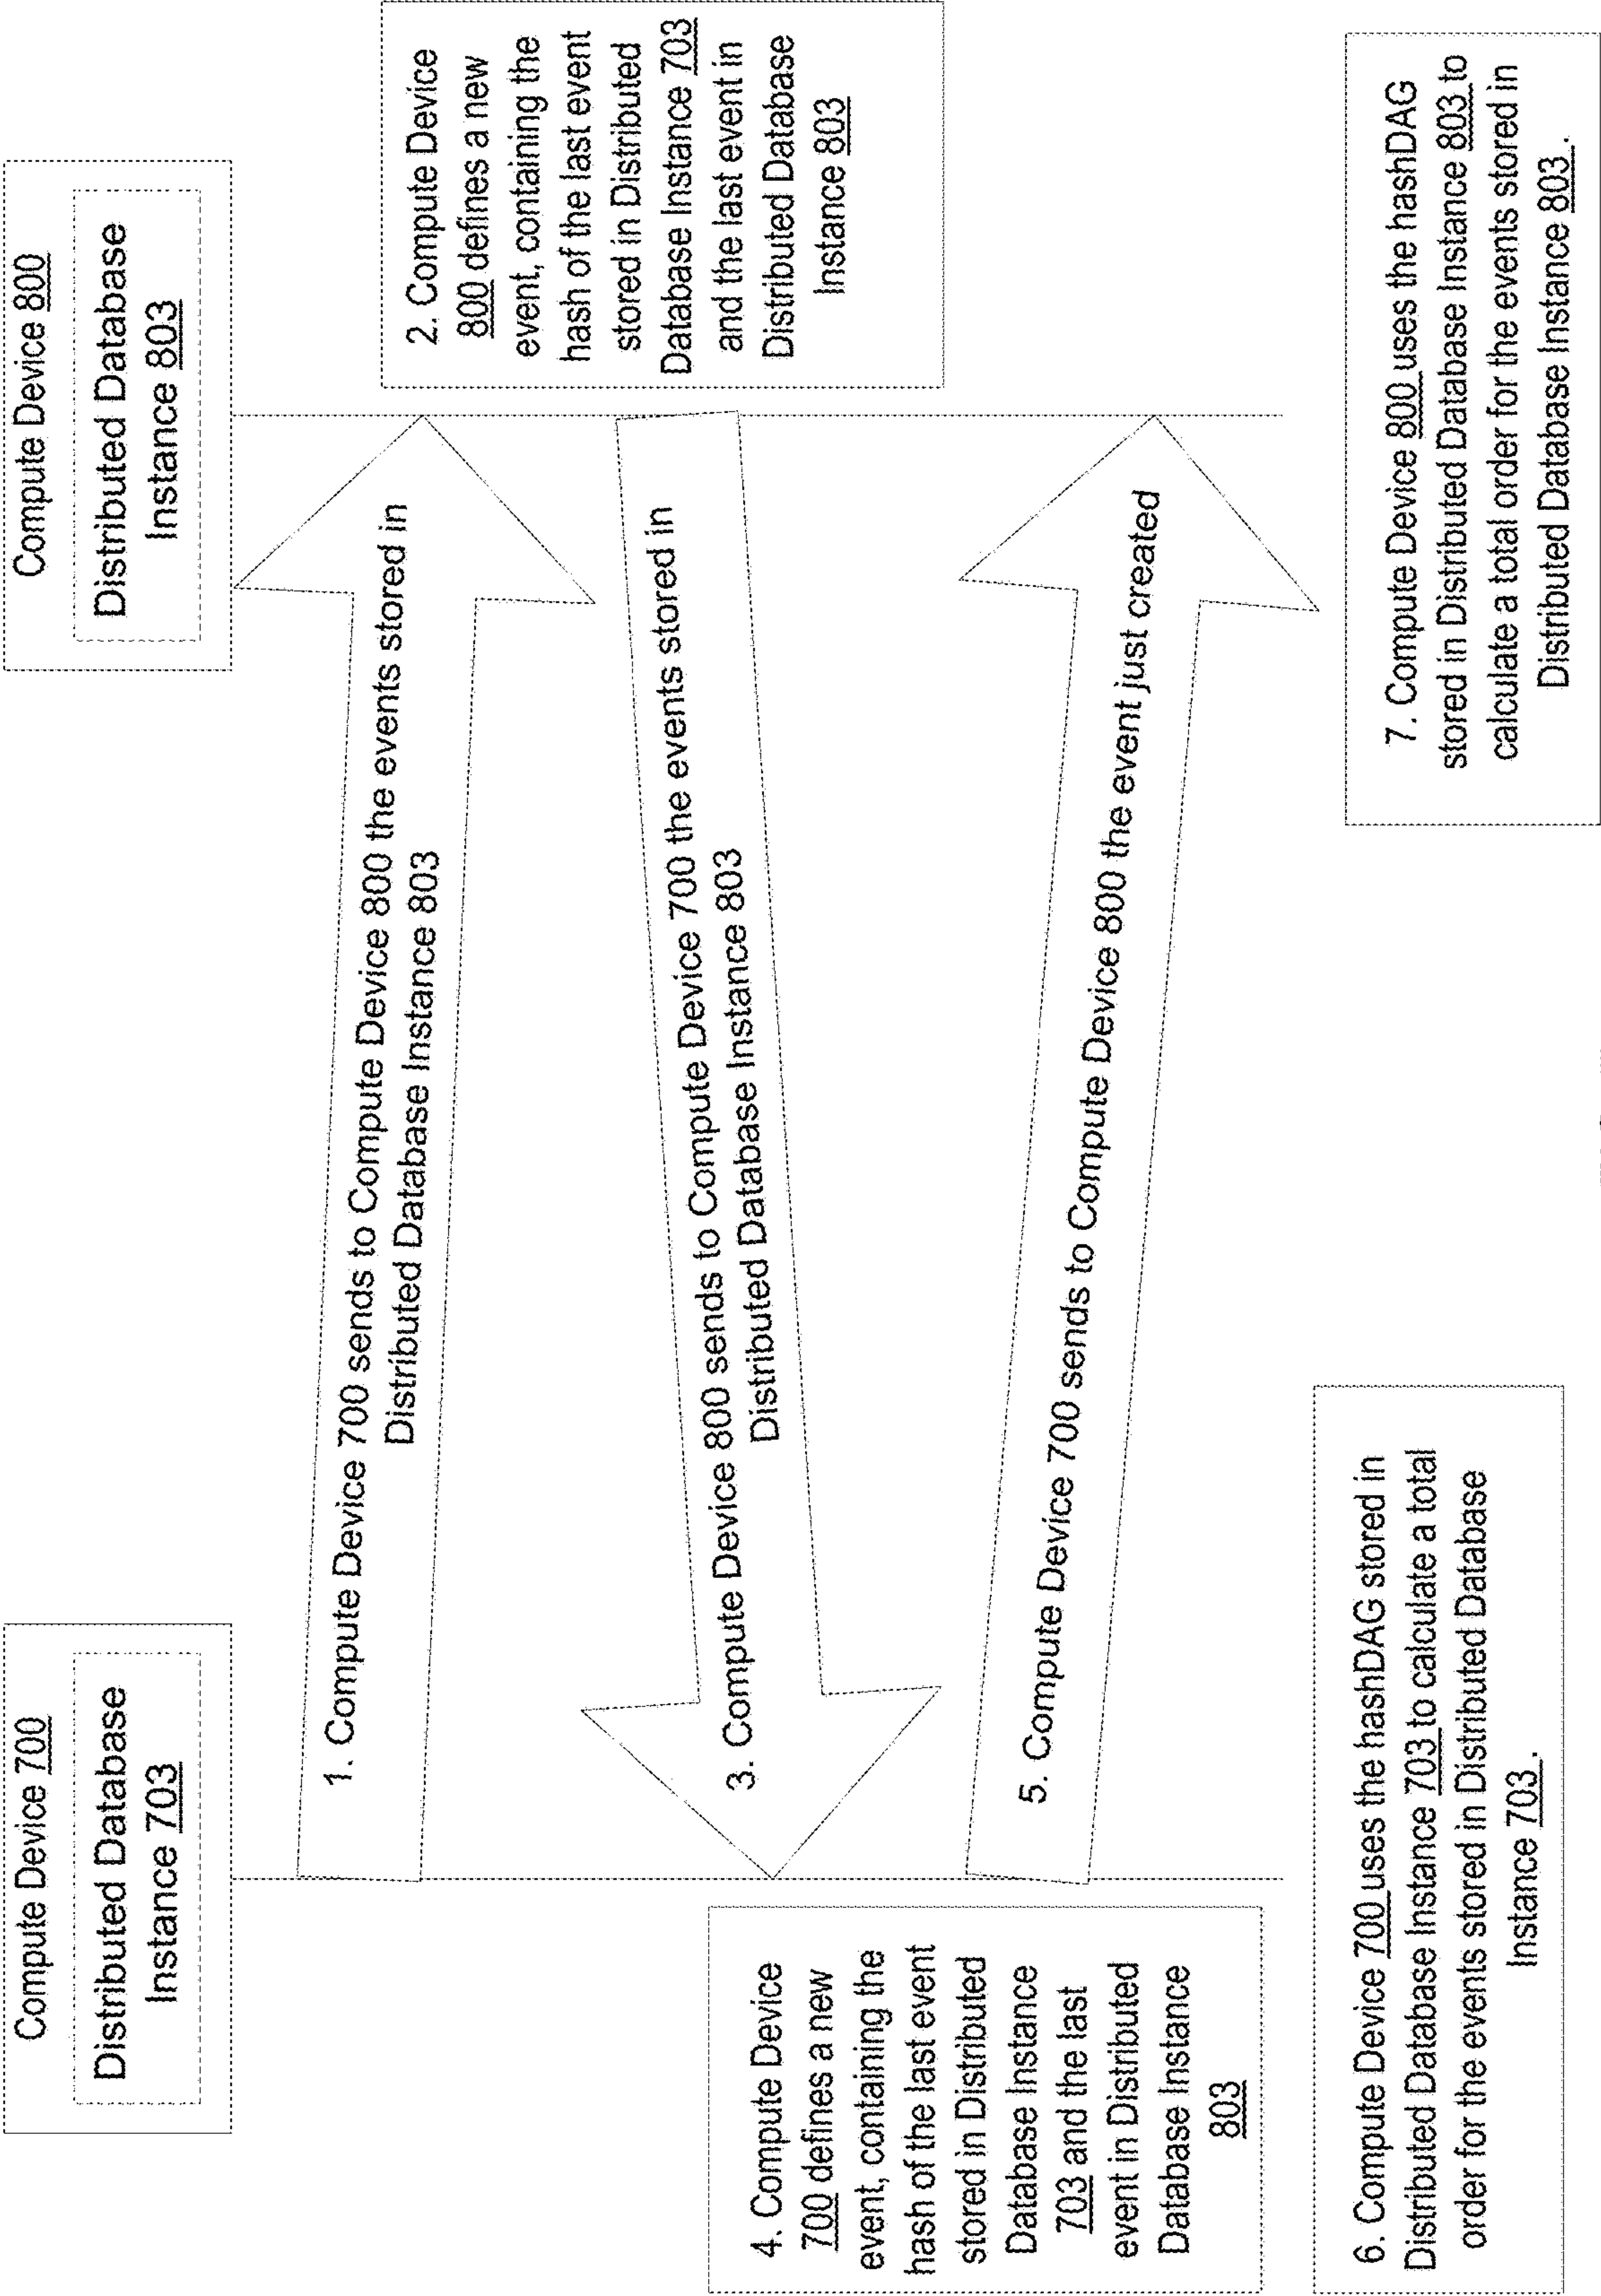 Compute Device 700
Distributed Database
Instance 703
Compute Device 800
Distributed Database
Instance 803
1. Compute Device 700 sends to Compute Device 800 the events stored in
Distributed Database Instance 803
2. Compute Device
800 defines a new
event, containing the
hash of the last event
stored in Distributed
Database Instance 703
and the last event in
Distributed Database
Instance 803
3. Compute Device 800 sends to Compute Device 700 the events stored in
Distributed Database Instance 803
4. Compute Device
700 defines a new
event, containing the
hash of the last event
stored in Distributed
Database Instance
703 and the last
event in Distributed
Database Instance
803
5. Compute Device 700 sends to Compute Device 800 the event just created
6. Compute Device 700 uses the hashDAG stored in
Distributed Database Instance 703 to calculate a total
order for the events stored in Distributed Database
Instance 703.
7. Compute Device 800 uses the hashDAG
stored in Distributed Database Instance 803 to
calculate a total order for the events stored in
Distributed Database Instance 803.